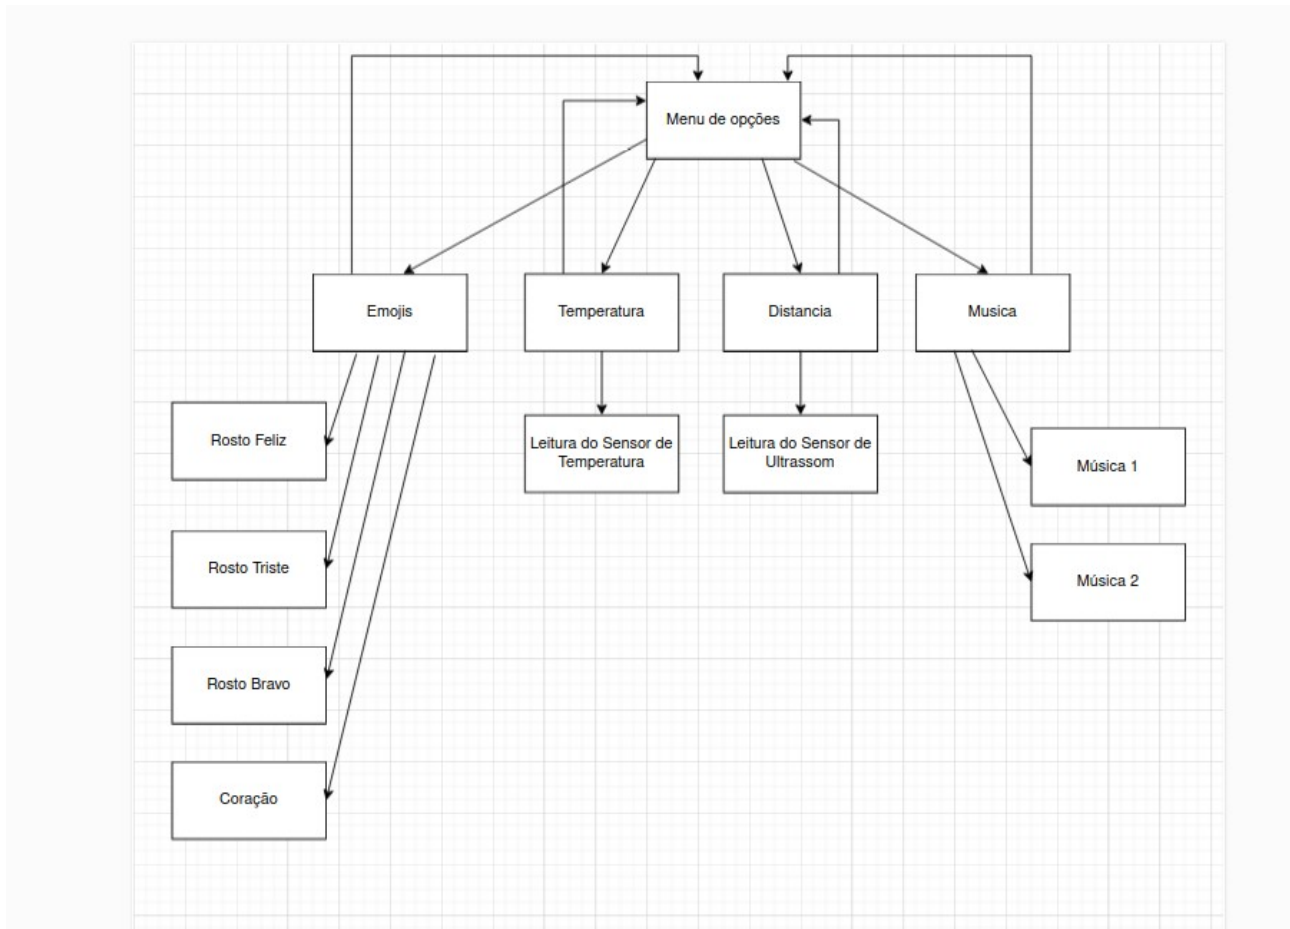 Menu de opções
Emojis
Temperatura
Distancia
Musica
Rosto Feliz
Leitura do Sensor de
Temperatura
Leitura do Sensor de
Ultrassom
Música 1
Rosto Triste
Música 2
Rosto Bravo
Coração